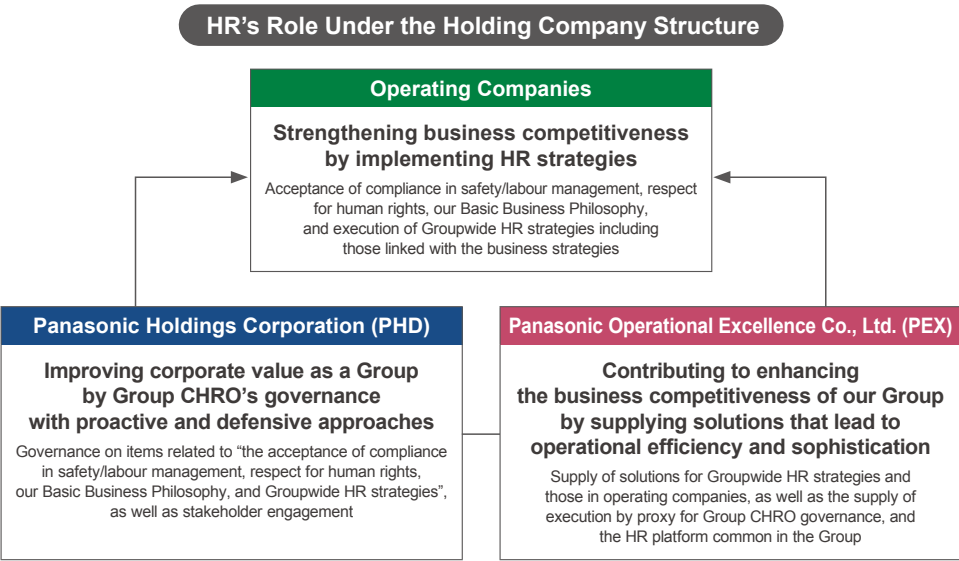 HR's Role Under the Holding Company Structure
Operating Companies
Strengthening business competitiveness
by implementing HR strategies
Acceptance of compliance in safety/labour management, respect
for human rights, our Basic Business Philosophy,
and execution of Groupwide HR strategies including
those linked with the business strategies
Panasonic Holdings Corporation (PHD)
Improving corporate value as a Group
by Group CHRO's governance
with proactive and defensive approaches
Governance on items related to “the acceptance of compliance
in safety/labour management, respect for human rights,
our Basic Business Philosophy, and Groupwide HR strategies”,
as well as stakeholder engagement
Panasonic Operational Excellence Co., Ltd. (PEX)
Contributing to enhancing
the business competitiveness of our Group
by supplying solutions that lead to
operational efficiency and sophistication
Supply of solutions for Groupwide HR strategies and
those in operating companies, as well as the supply of
execution by proxy for Group CHRO governance, and
the HR platform common in the Group